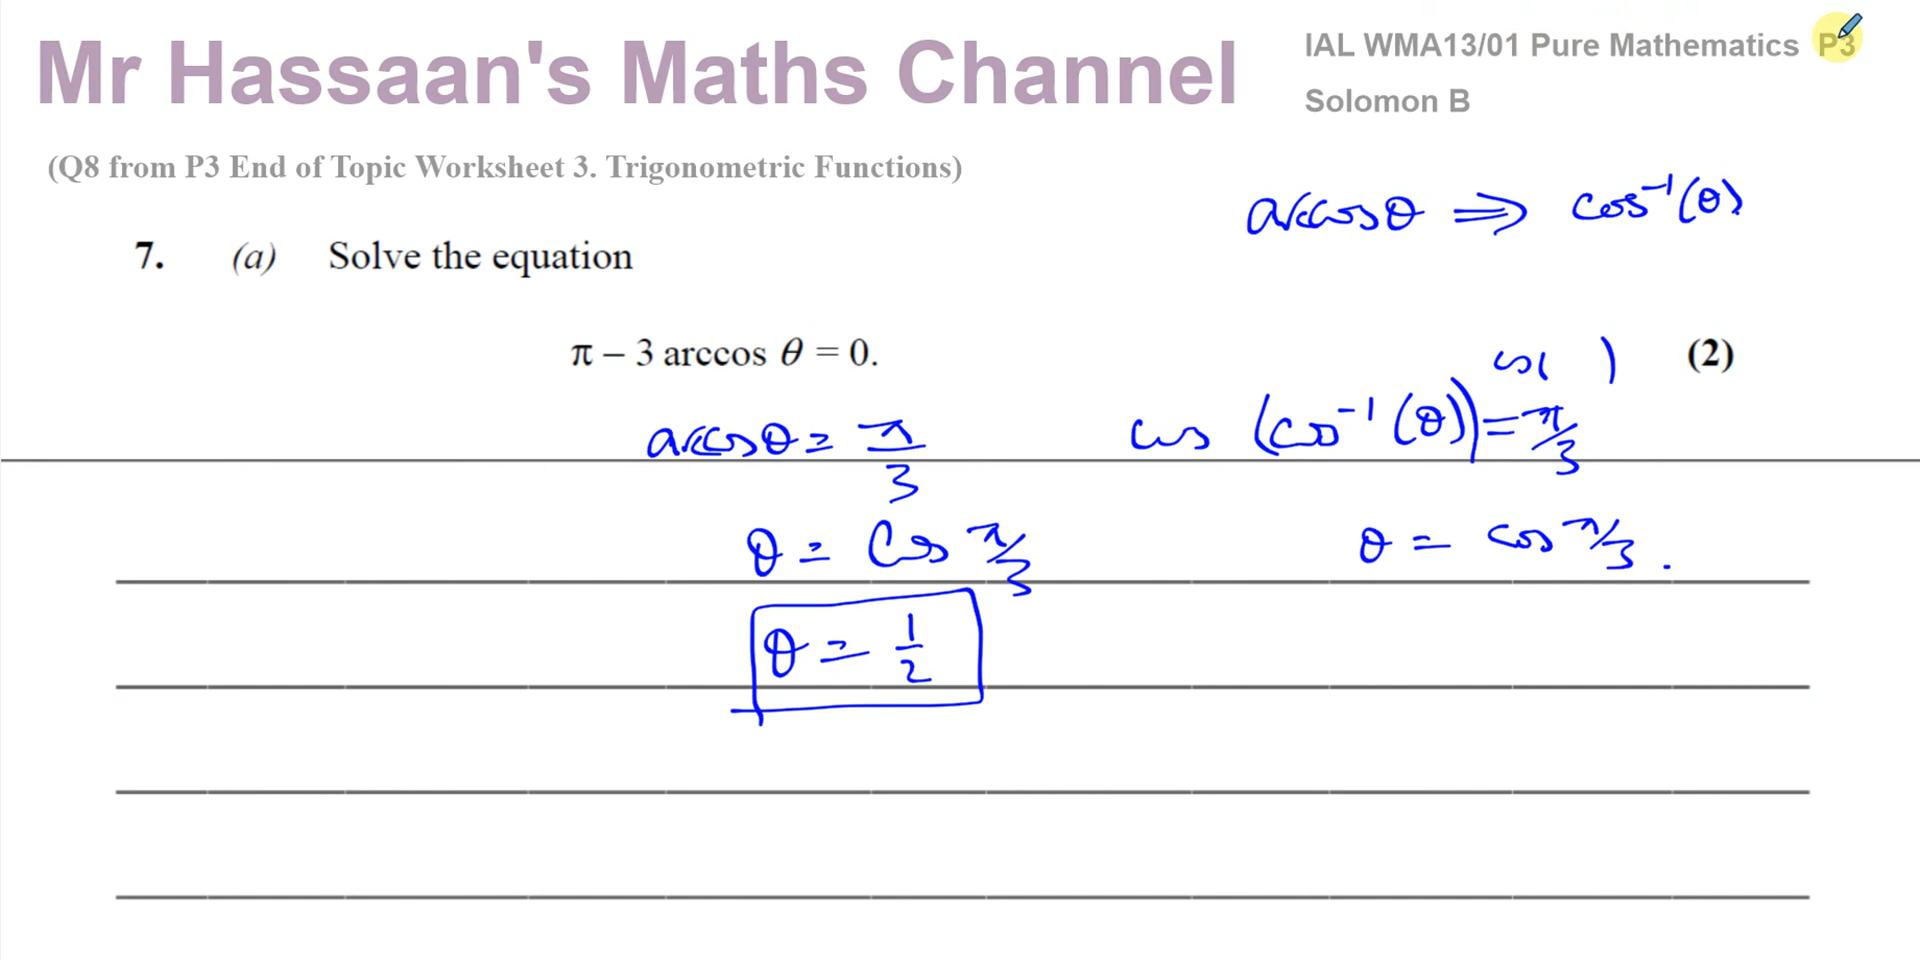 Mr Hassaan's Maths Channel
IAL WMA13/01 Pure Mathematics P3
Solomon B
(Q8 from P3 End of Topic Worksheet 3. Trigonometric Functions)
arccosθ ⇒ cos⁻¹(θ)
7. (a) Solve the equation
π – 3 arccos θ = 0. (2)
cos( )
arccosθ = π/3
cos (cos⁻¹(θ)) = π/3
θ = Cos π/3
θ = cos π/3.
θ = 1/2